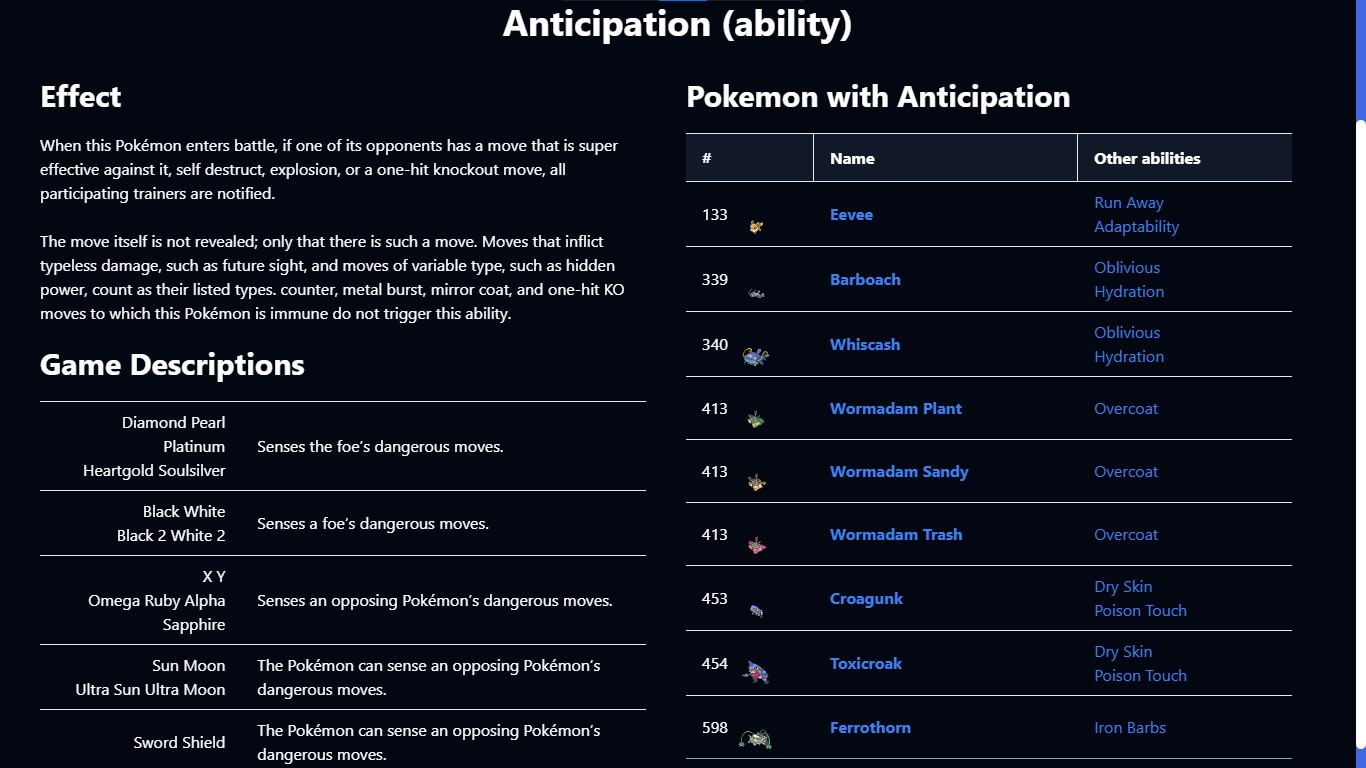 Anticipation (ability)
Effect
When this Pokémon enters battle, if one of its opponents has a move that is super
effective against it, self destruct, explosion, or a one-hit knockout move, all
participating trainers are notified.
The move itself is not revealed; only that there is such a move. Moves that inflict
typeless damage, such as future sight, and moves of variable type, such as hidden
power, count as their listed types. counter, metal burst, mirror coat, and one-hit KO
moves to which this Pokémon is immune do not trigger this ability.
Game Descriptions
Diamond Pearl
Platinum
Heartgold Soulsilver
Senses the foe’s dangerous moves.
Black White
Black 2 White 2
Senses a foe’s dangerous moves.
X Y
Omega Ruby Alpha
Sapphire
Senses an opposing Pokémon’s dangerous moves.
Sun Moon
Ultra Sun Ultra Moon
The Pokémon can sense an opposing Pokémon’s
dangerous moves.
Sword Shield
The Pokémon can sense an opposing Pokémon’s
dangerous moves.
Pokemon with Anticipation
# Name Other abilities
133 Eevee Run Away
Adaptability
339 Barboach Oblivious
Hydration
340 Whiscash Oblivious
Hydration
413 Wormadam Plant Overcoat
413 Wormadam Sandy Overcoat
413 Wormadam Trash Overcoat
453 Croagunk Dry Skin
Poison Touch
454 Toxicroak Dry Skin
Poison Touch
598 Ferrothorn Iron Barbs